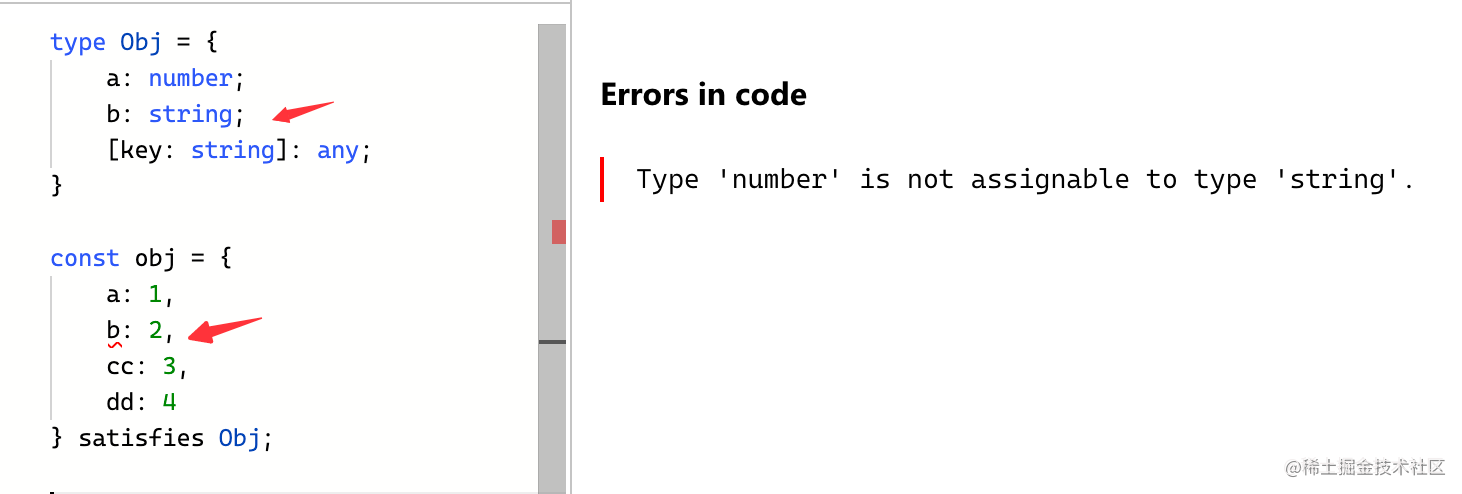 type Obj = {
    a: number;
    b: string;
    [key: string]: any;
}
const obj = {
    a: 1,
    b: 2,
    cc: 3,
    dd: 4
} satisfies Obj;
Errors in code
Type 'number' is not assignable to type 'string'.
@稀土掘金技术社区